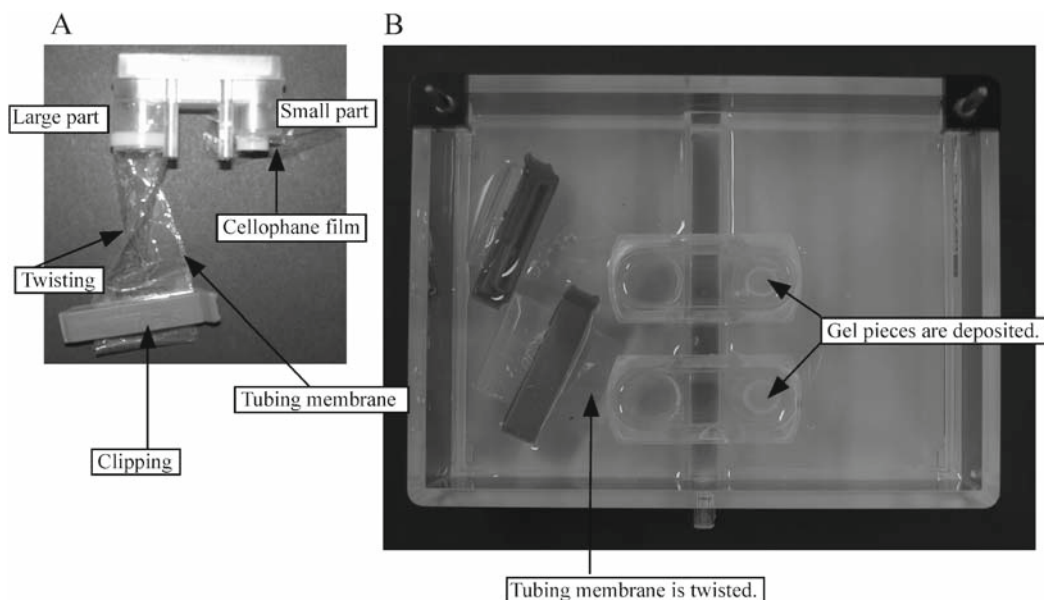 A
B
Large part
Small part
Cellophane film
Twisting
Gel pieces are deposited.
Tubing membrane
Clipping
Tubing membrane is twisted.